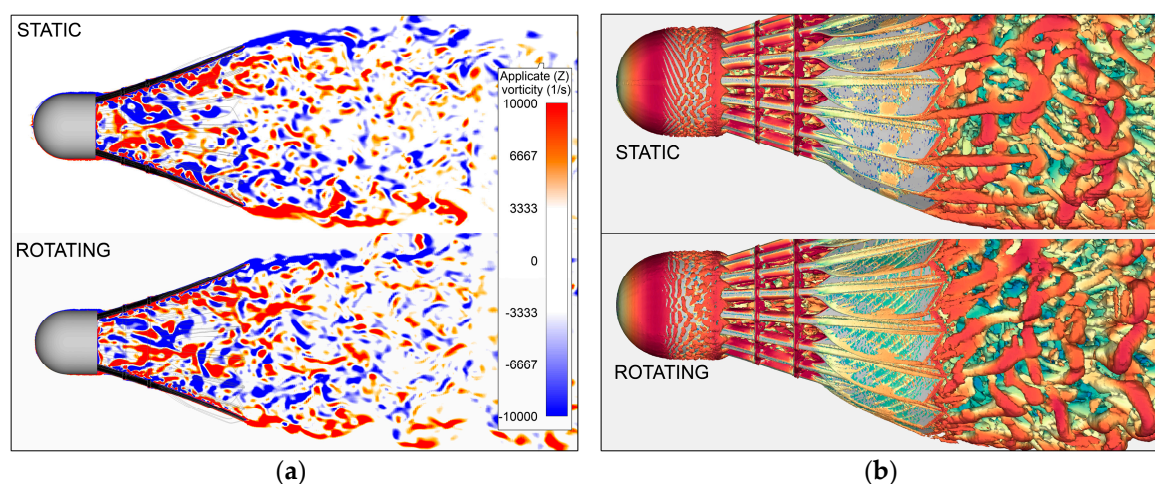 STATIC
Applicate (Z)
vorticity (1/s)
10000
6667
3333
0
-3333
-6667
-10000
ROTATING
(a)
STATIC
ROTATING
(b)